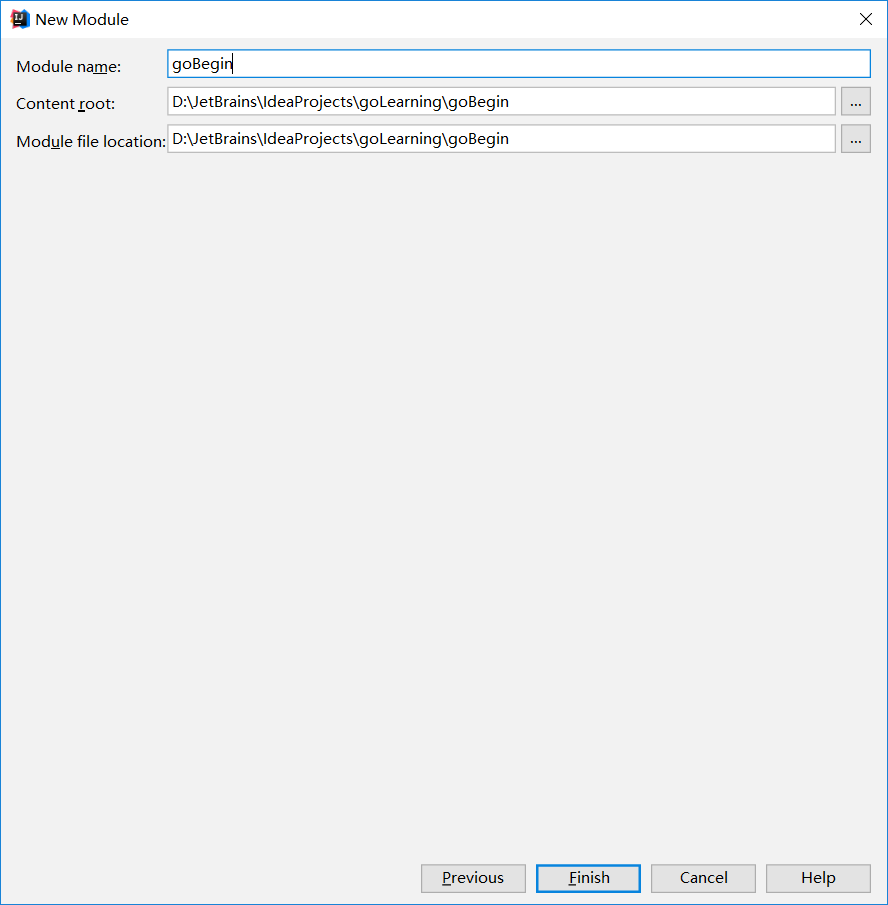 New Module
Module name: goBegin
Content root: D:\JetBrains\IdeaProjects\goLearning\goBegin ...
Module file location: D:\JetBrains\IdeaProjects\goLearning\goBegin ...
Previous Finish Cancel Help